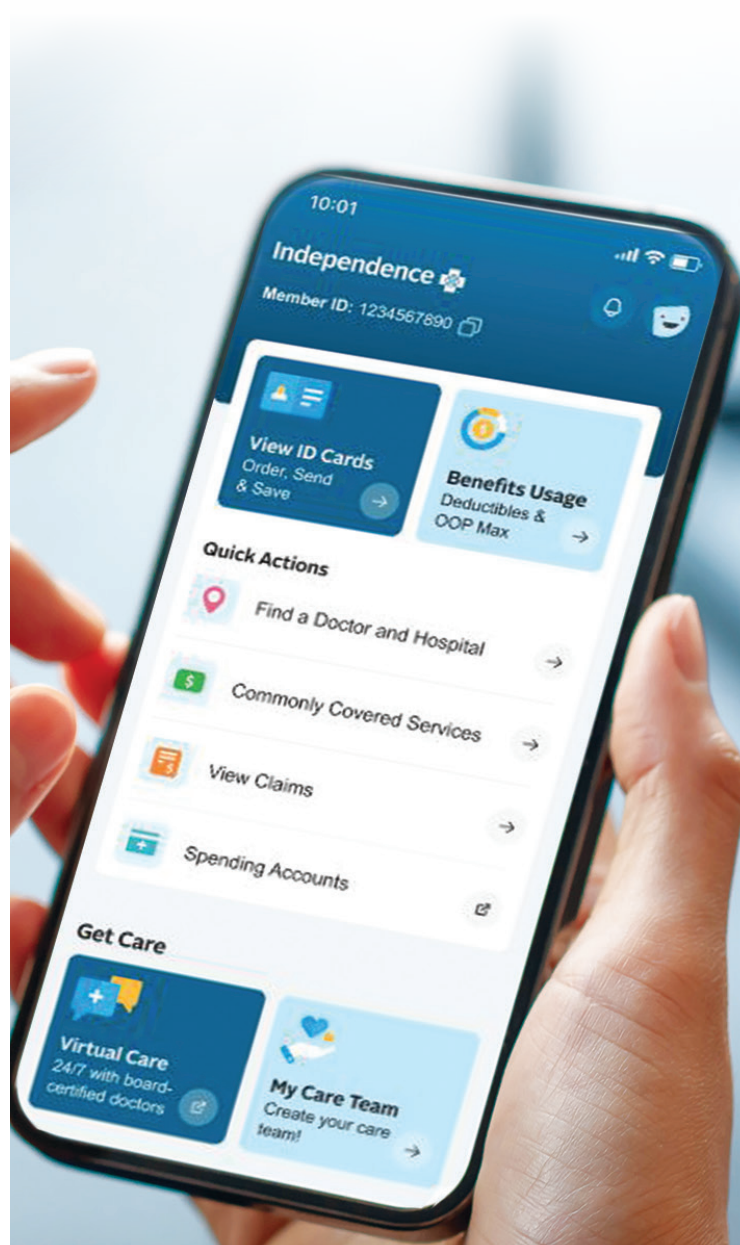 10:01
Independence
Member ID: 1234567890
View ID Cards
Order, Send
& Save
Benefits Usage
Deductibles &
OOP Max
Quick Actions
Find a Doctor and Hospital
Commonly Covered Services
View Claims
Spending Accounts
Get Care
Virtual Care
24/7 with board-
certified doctors
My Care Team
Create your care
team!